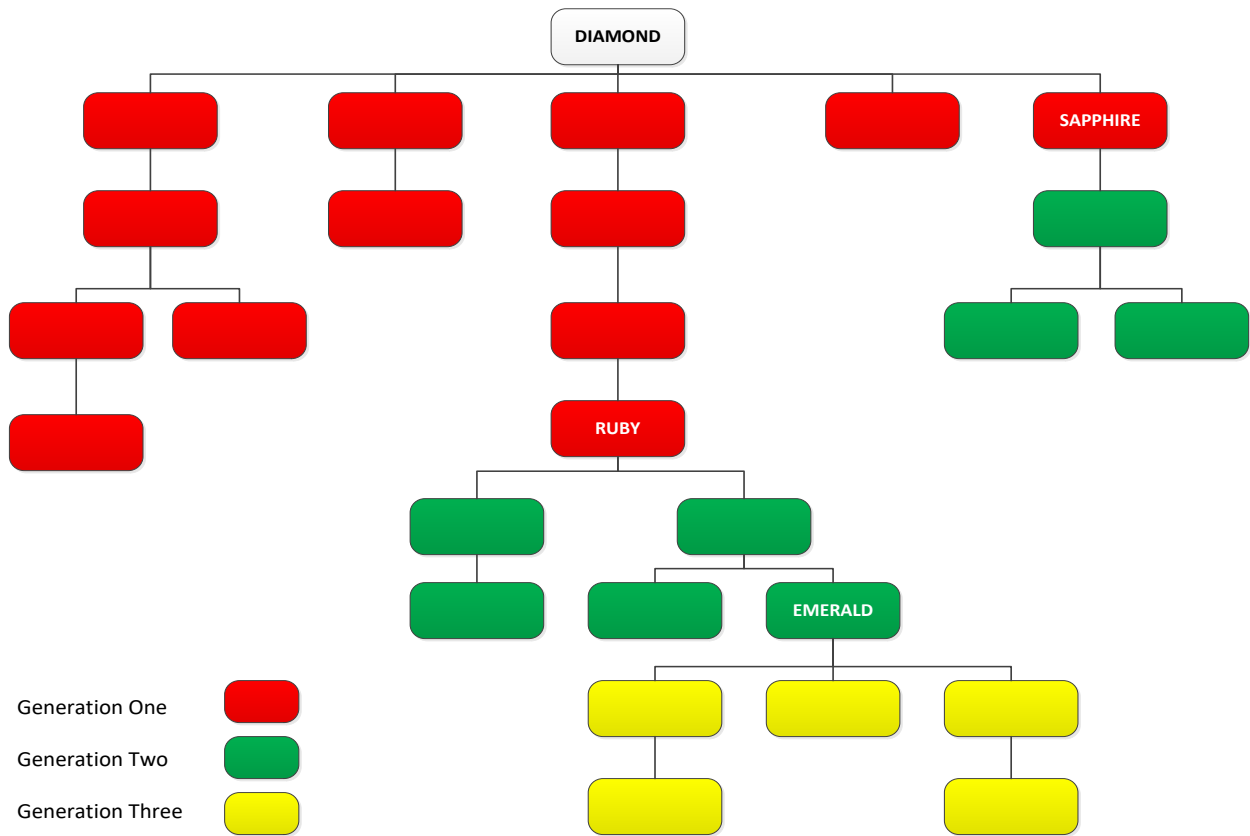 DIAMOND
SAPPHIRE
RUBY
EMERALD
Generation One
Generation Two
Generation Three